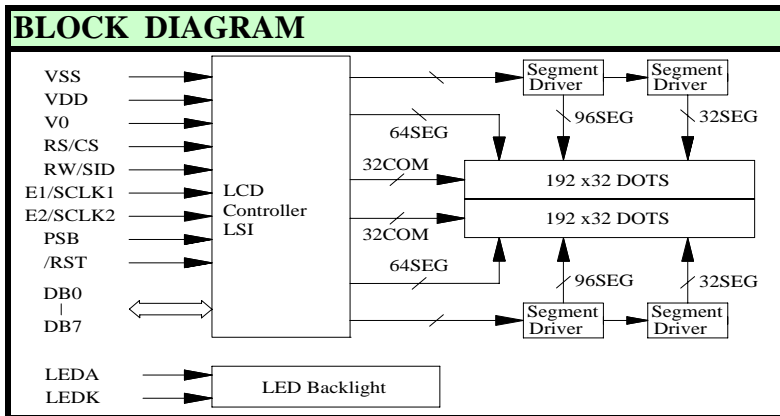 BLOCK DIAGRAM
VSS
VDD
V0
RS/CS
RW/SID
E1/SCLK1
E2/SCLK2
PSB
/RST
DB0
DB7
LCD
Controller
LSI
64SEG
32COM
32COM
64SEG
Segment
Driver
Segment
Driver
96SEG
32SEG
192 x32 DOTS
192 x32 DOTS
96SEG
32SEG
Segment
Driver
Segment
Driver
LEDA
LEDK
LED Backlight